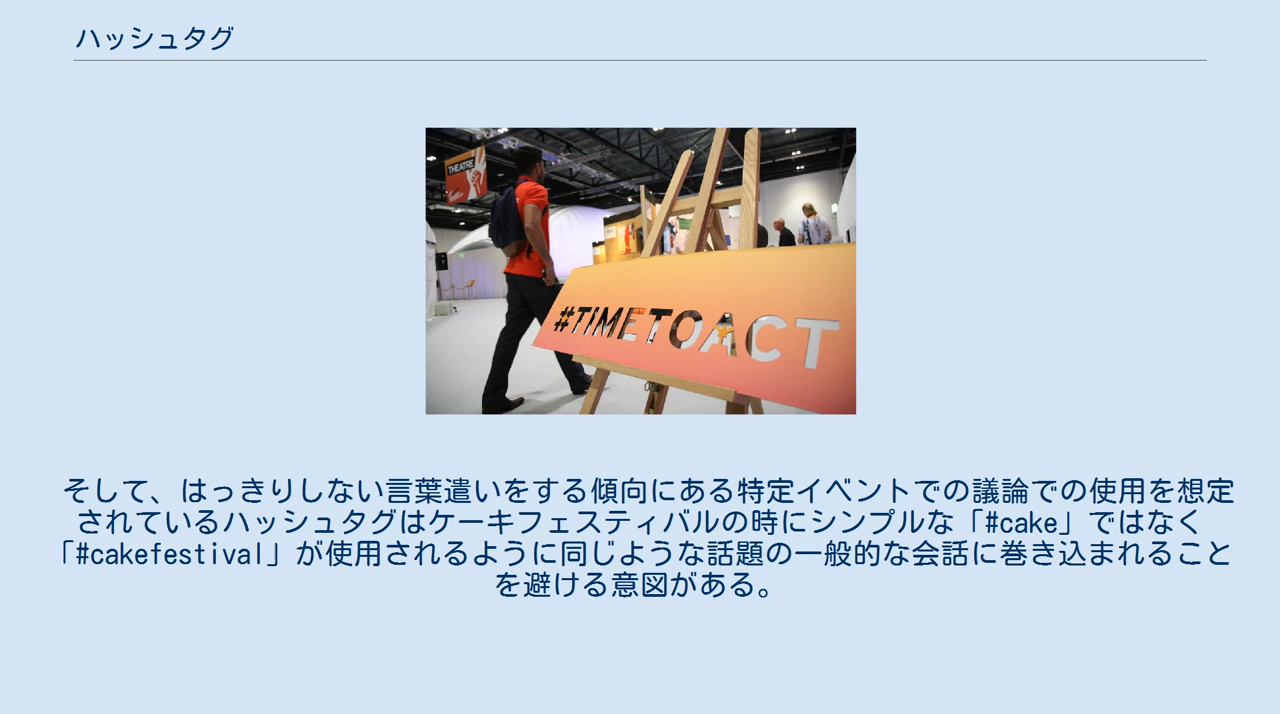 ハッシュタグ
THEATRE
#TIMETOACT
そして、はっきりしない言葉遣いをする傾向にある特定イベントでの議論での使用を想定
されているハッシュタグはケーキフェスティバルの時にシンプルな「#cake」ではなく
「#cakefestival」が使用されるように同じような話題の一般的な会話に巻き込まれること
を避ける意図がある。